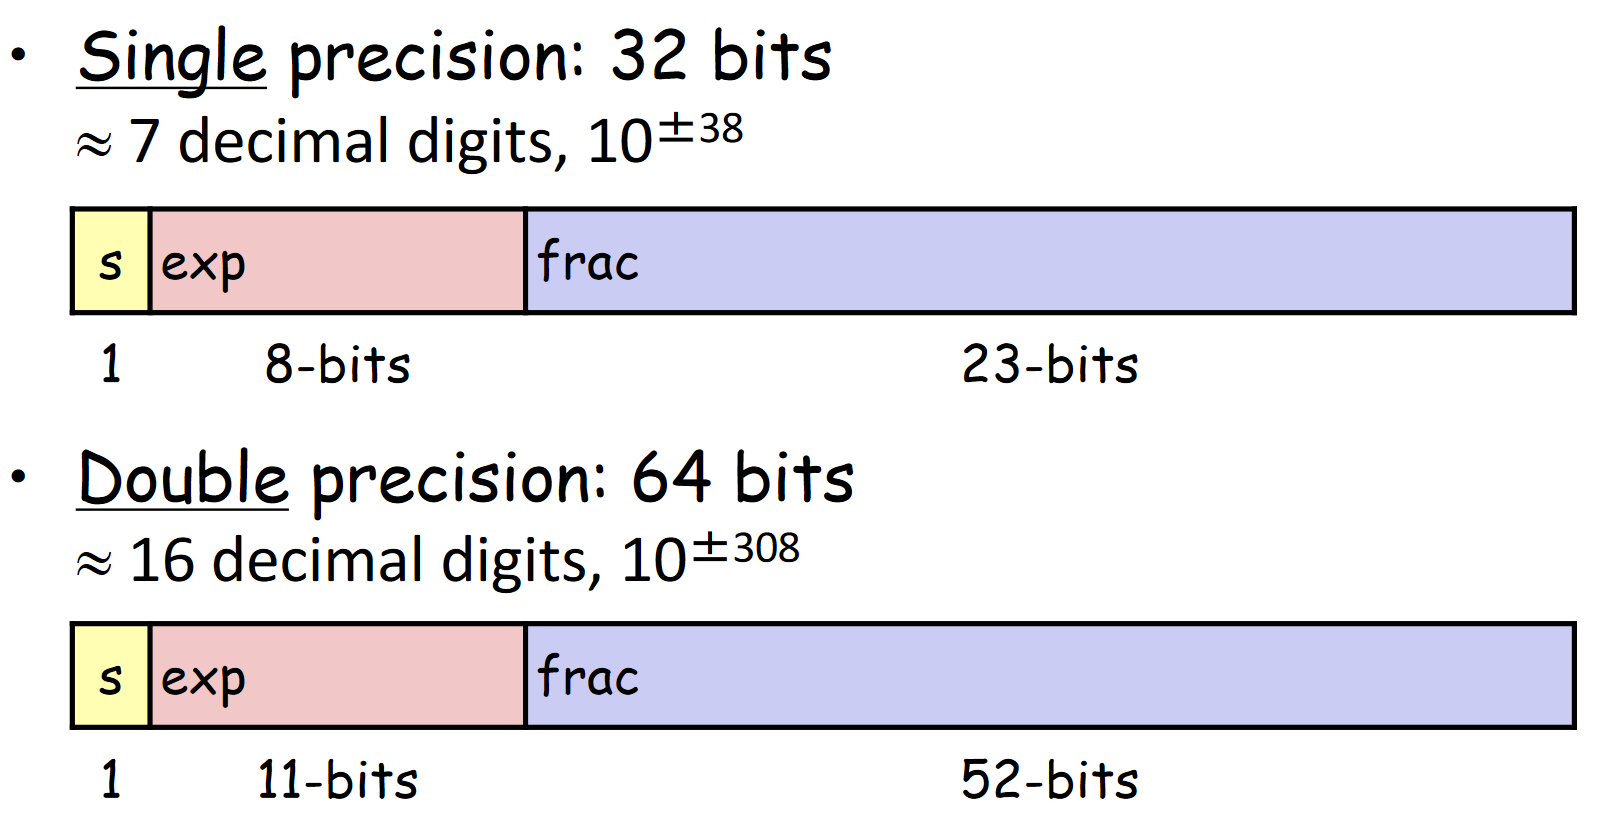 • Single precision: 32 bits
≈ 7 decimal digits, 10±38
s exp frac
1 8-bits 23-bits
• Double precision: 64 bits
≈ 16 decimal digits, 10±308
s exp frac
1 11-bits 52-bits